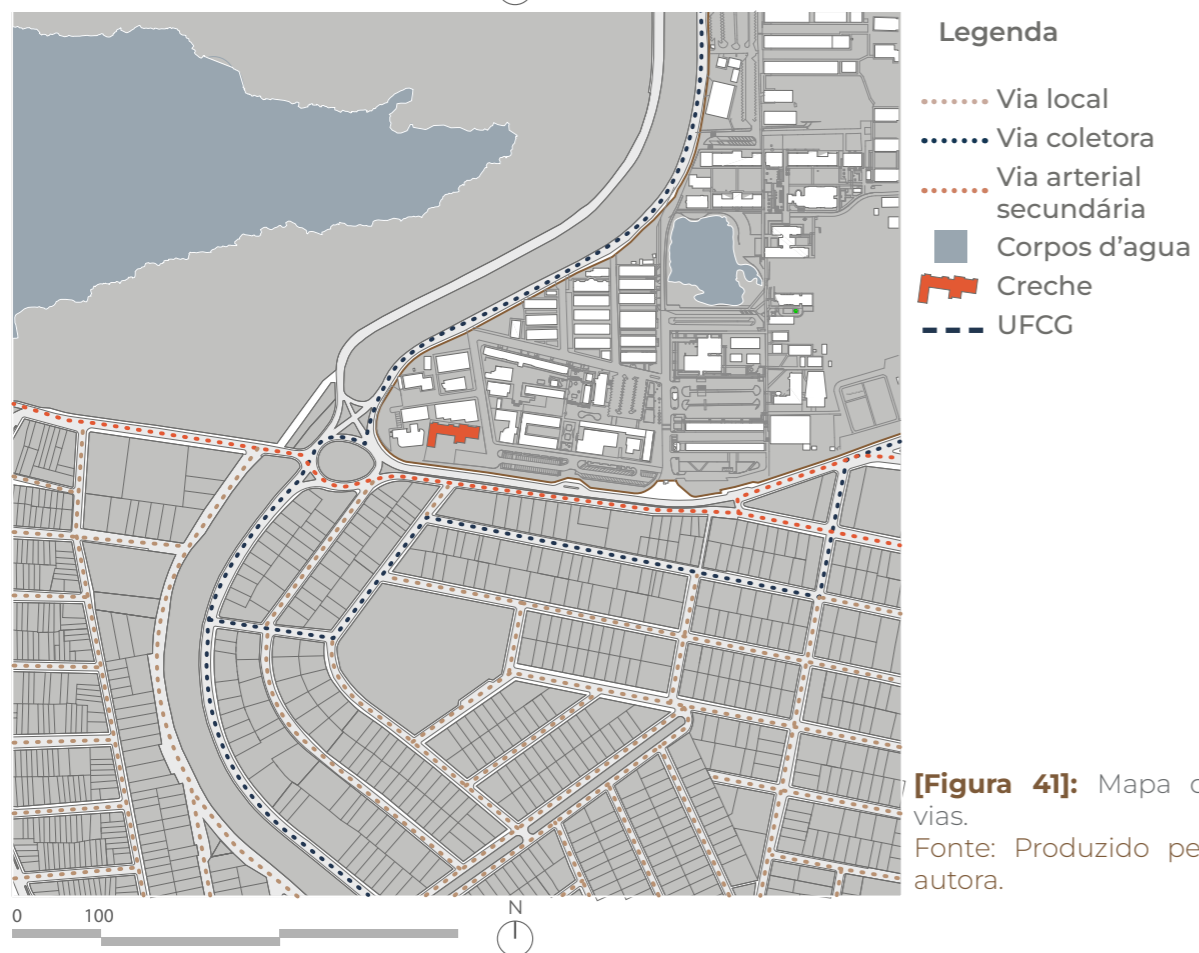 Legenda
Via local
Via coletora
Via arterial
secundária
Corpos d'agua
Creche
UFCG
[Figura 41]: Mapa
vias.
Fonte: Produzido
autora.
0 100
N